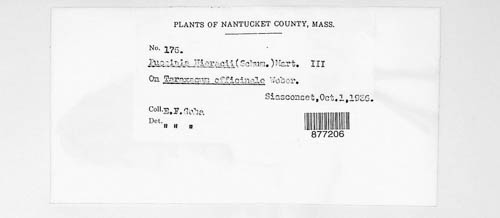 PLANTS OF NANTUCKET COUNTY, MASS.
No. 176.
Puccinia Hieracii(Schum.)Mart. III
On Taraxacum officinale Weber.
Siasconset,Oct.1,1936.
Coll. E.F.Guba
Det. " " "
877206